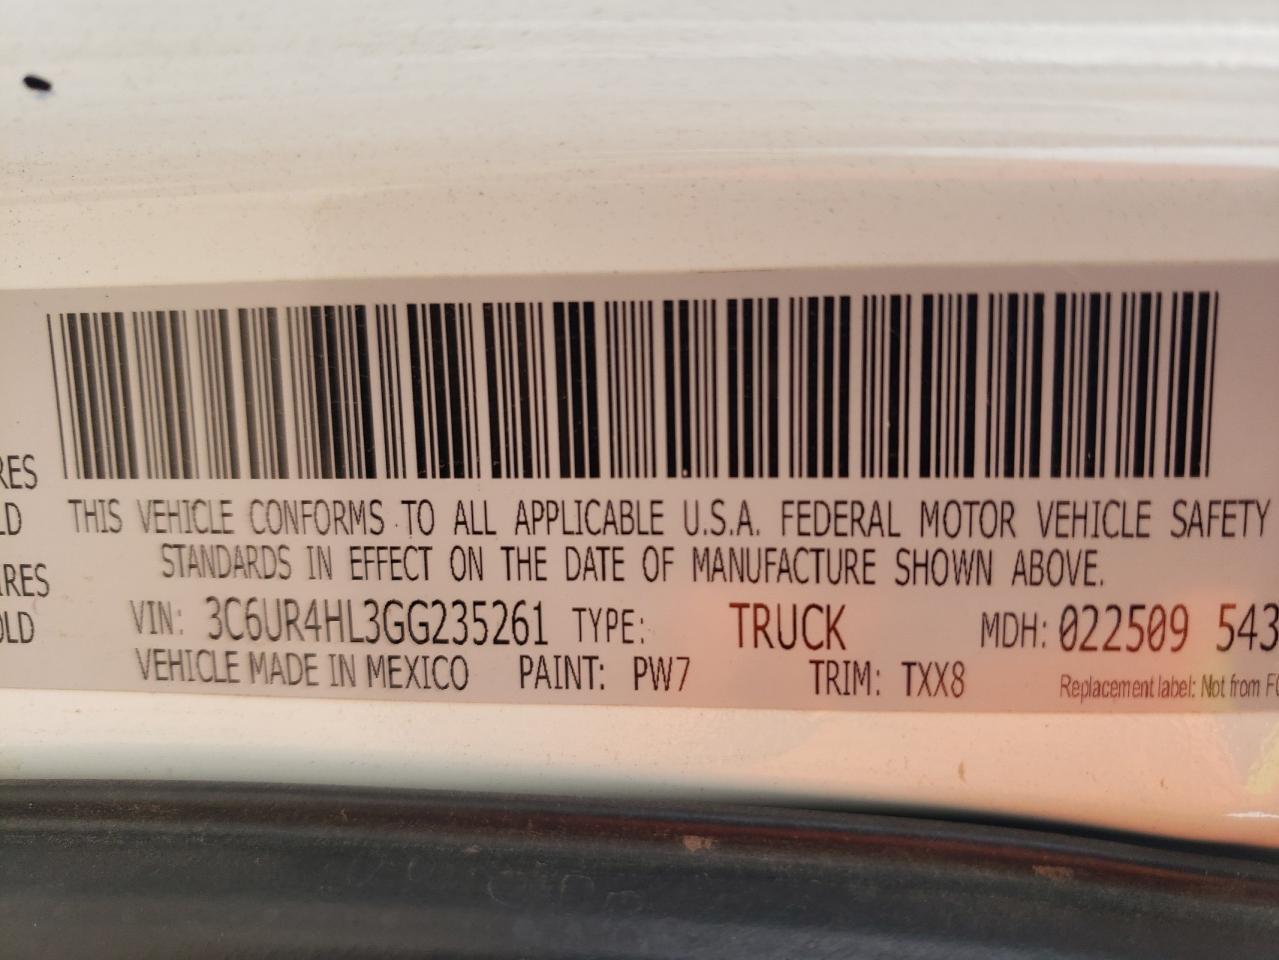 RES
LD
THIS VEHICLE CONFORMS TO ALL APPLICABLE U.S.A. FEDERAL MOTOR VEHICLE SAFETY
STANDARDS IN EFFECT ON THE DATE OF MANUFACTURE SHOWN ABOVE.
IRES
OLD
VIN: 3C6UR4HL3GG235261 TYPE: TRUCK MDH: 022509 543
VEHICLE MADE IN MEXICO PAINT: PW7 TRIM: TXX8 Replacement label: Not from